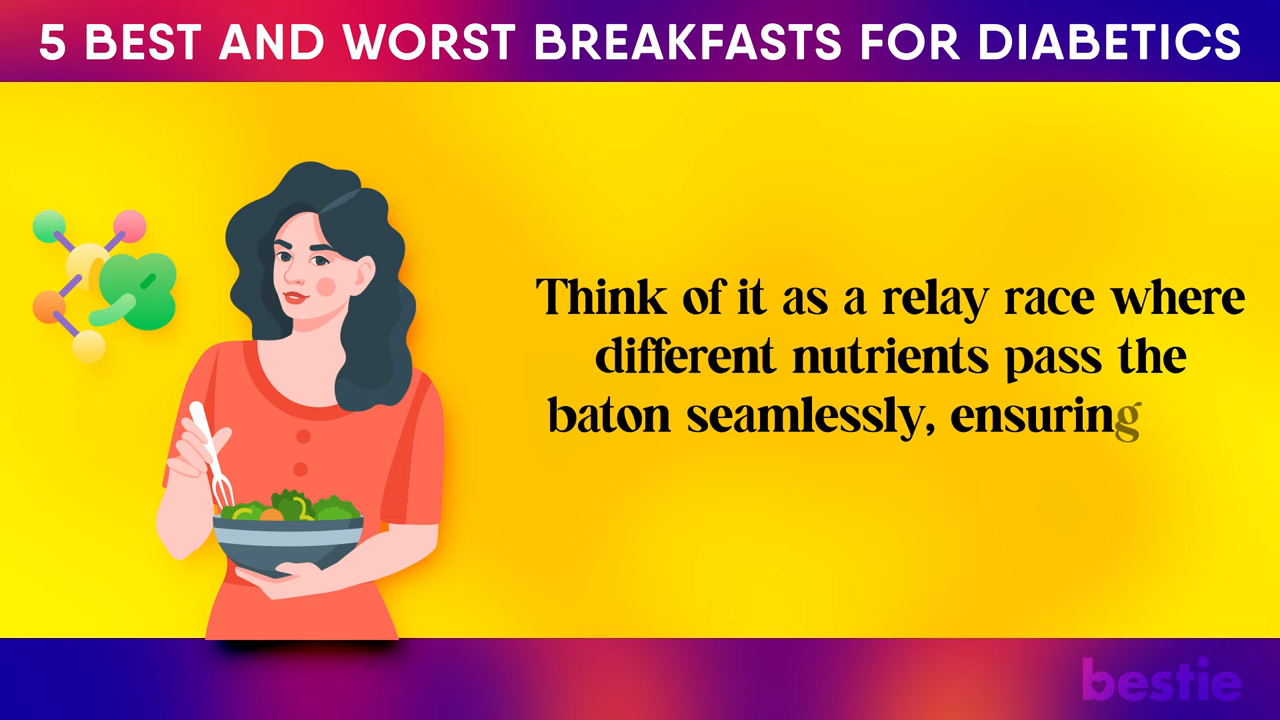 5 BEST AND WORST BREAKFASTS FOR DIABETICS
Think of it as a relay race where
different nutrients pass the
baton seamlessly, ensuring
bestie